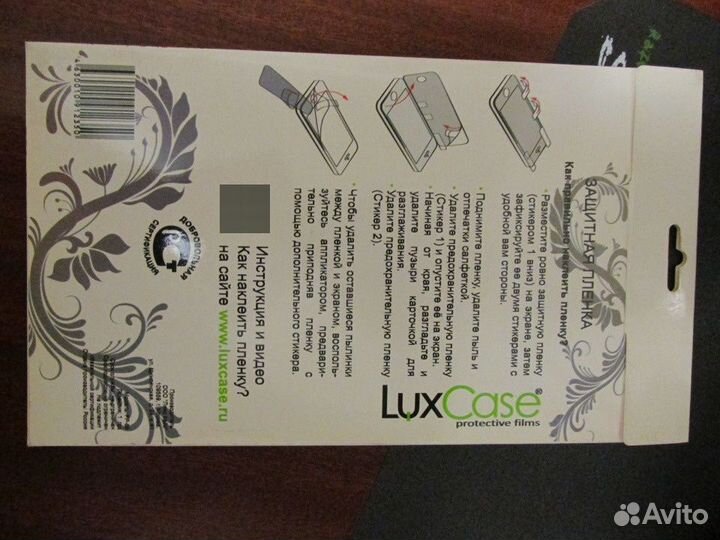 ЗАЩИТНАЯ ПЛЕНКА
Как правильно наклеить пленку?
• Разместите ровно защитную пленку
(стикером 1 вниз) на экране, затем
зафиксируйте ее двумя стикерами с
удобной вам стороны.
• Поднимите пленку, удалите пыль и
отпечатки салфеткой.
• Удалите предохранительную пленку
(Стикер 1) и опустите её на экран.
• Начиная от края, разгладьте и
удалите пузыри карточкой для
разглаживания.
• Удалите предохранительную пленку
(Стикер 2).
• Чтобы удалить оставшиеся пылинки
между пленкой и экраном, восполь-
зуйтесь аппликатором, предвари-
тельно приподняв пленку с
помощью дополнительного стикера.
LuxCase®
protective films
Инструкция и видео
Как наклеить пленку?
на сайте www.luxcase.ru
ДОБРОВОЛЬНАЯ
СЕРТИФИКАЦИЯ
4630010912350
Avito